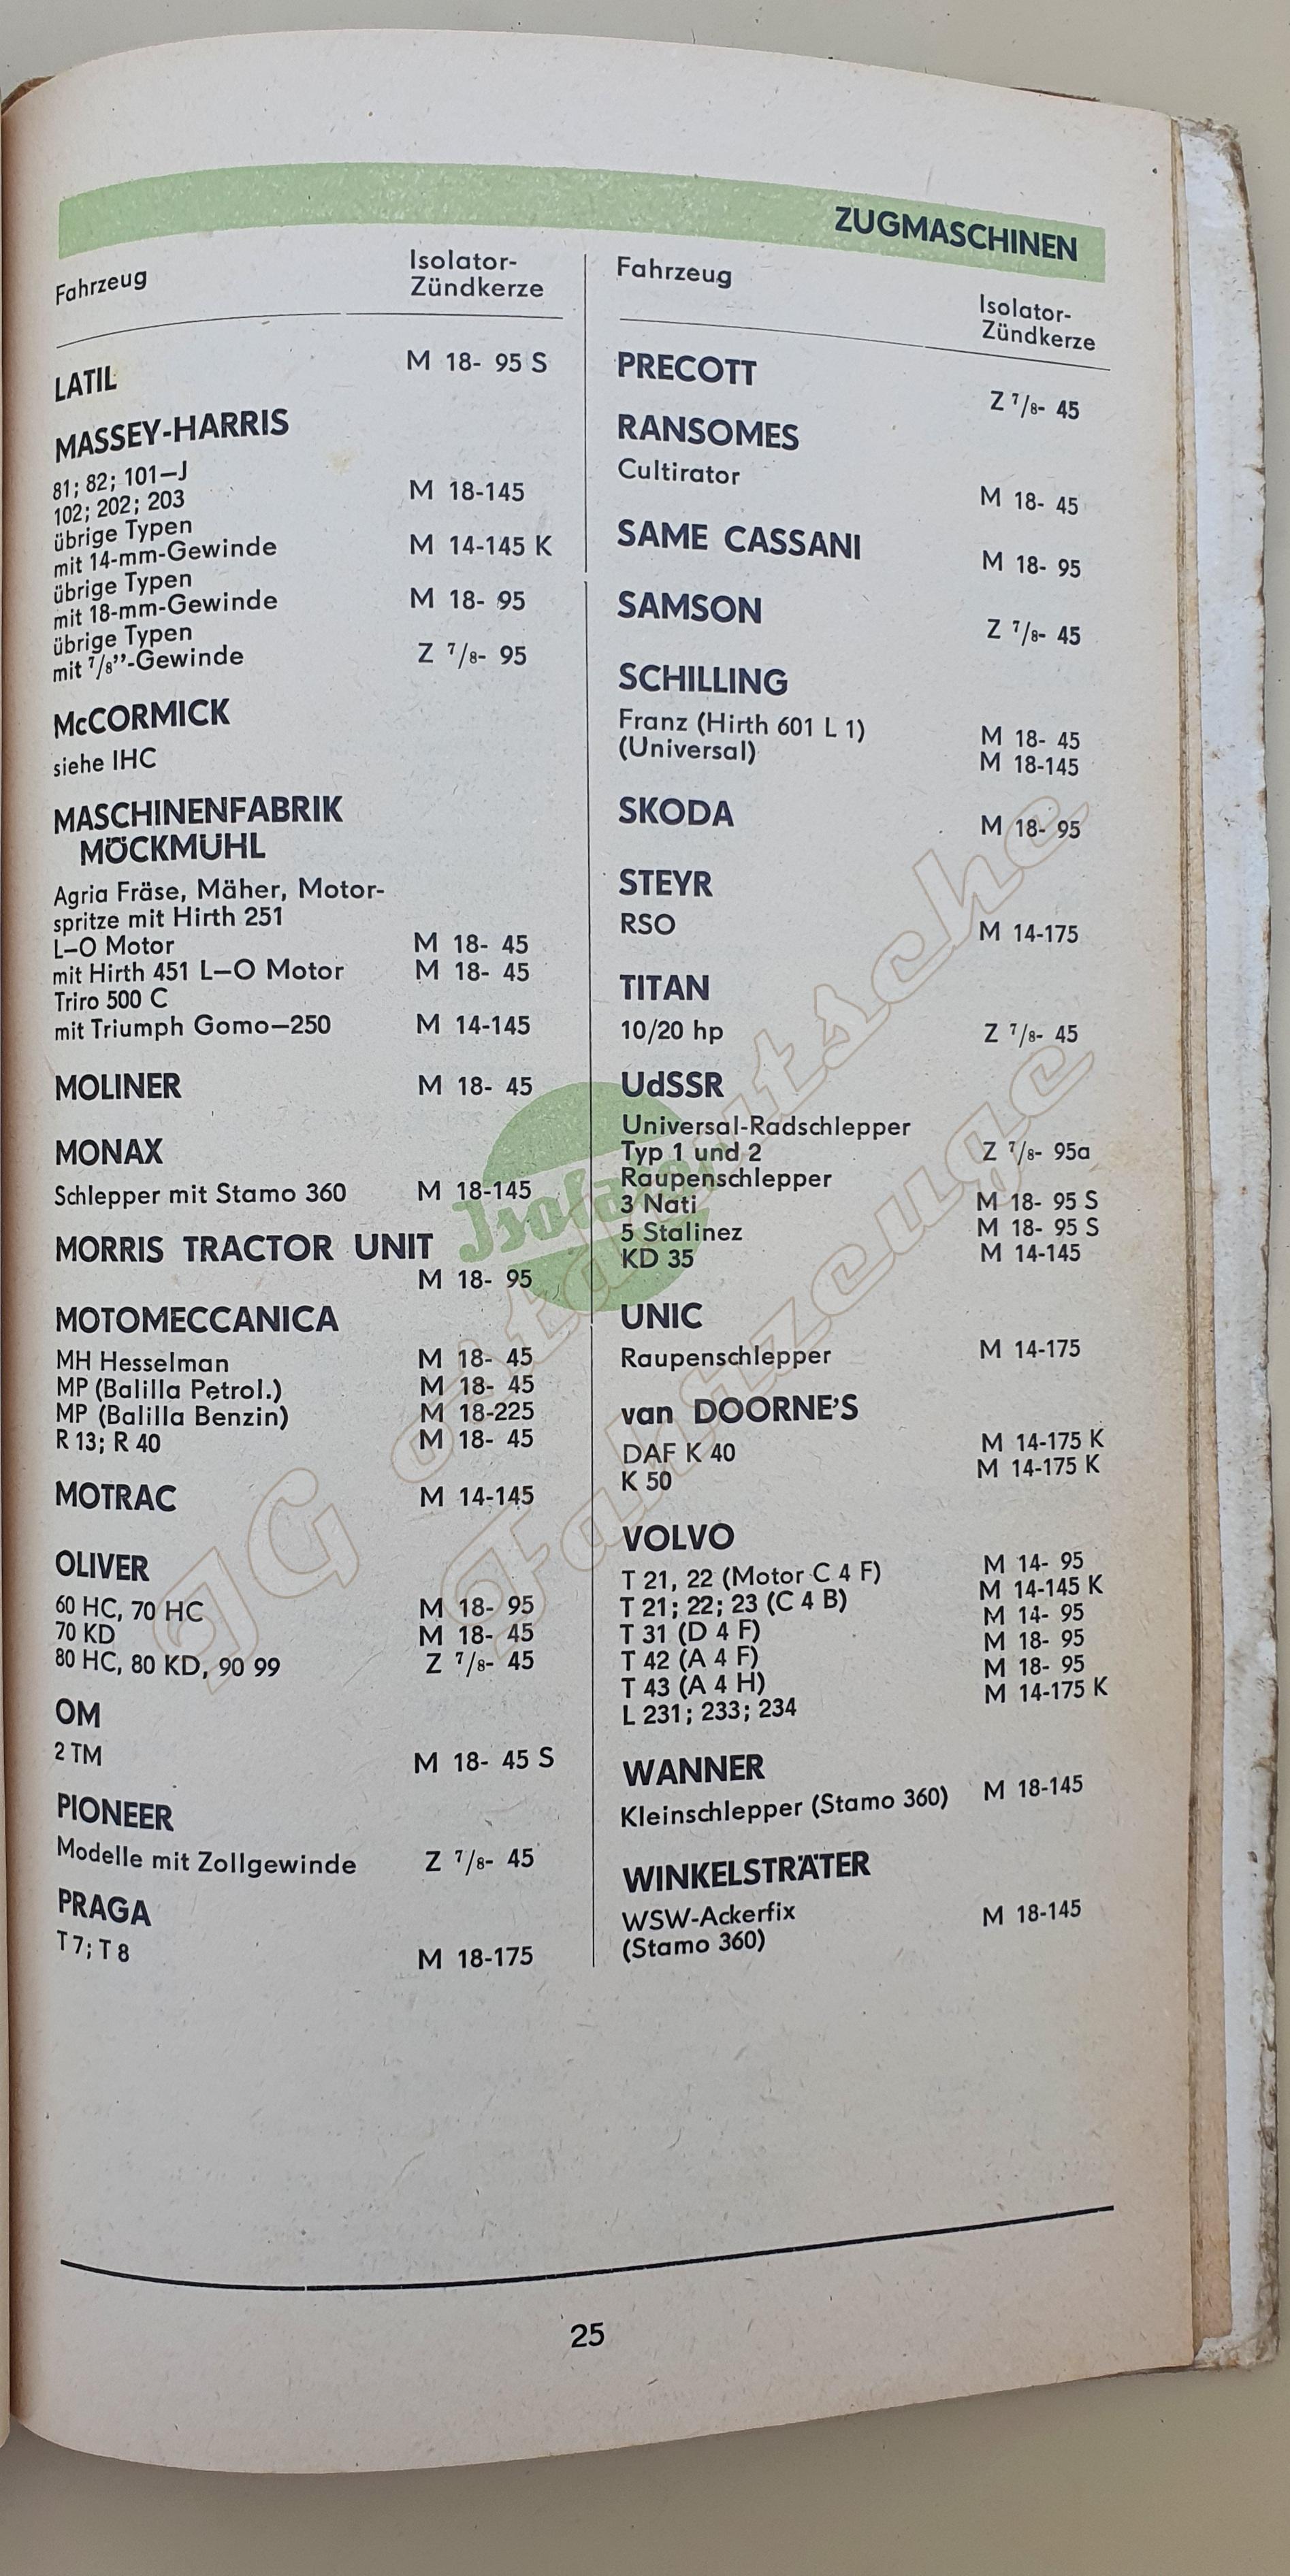 ZUGMASCHINEN
Fahrzeug
Isolator-
Zündkerze
LATIL M 18- 95 S
MASSEY-HARRIS
81; 82; 101–J
102; 202; 203 M 18-145
übrige Typen
mit 14-mm-Gewinde M 14-145 K
übrige Typen
mit 18-mm-Gewinde M 18- 95
übrige Typen
mit 7/8”-Gewinde Z 7/8- 95
McCORMICK
siehe IHC
MASCHINENFABRIK
MÖCKMÜHL
Agria Fräse, Mäher, Motor-
spritze mit Hirth 251
L–O Motor M 18- 45
mit Hirth 451 L–O Motor M 18- 45
Triro 500 C
mit Triumph Gomo–250 M 14-145
MOLINER M 18- 45
MONAX
Schlepper mit Stamo 360 M 18-145
MORRIS TRACTOR UNIT
M 18- 95
MOTOMECCANICA
MH Hesselman M 18- 45
MP (Balilla Petrol.) M 18- 45
MP (Balilla Benzin) M 18-225
R 13; R 40 M 18- 45
MOTRAC M 14-145
OLIVER
60 HC, 70 HC M 18- 95
70 KD M 18- 45
80 HC, 80 KD, 90 99 Z 7/8- 45
OM
2 TM M 18- 45 S
PIONEER
Modelle mit Zollgewinde Z 7/8- 45
PRAGA
T 7; T 8 M 18-175
Fahrzeug
Isolator-
Zündkerze
PRECOTT Z 7/8- 45
RANSOMES
Cultirator M 18- 45
SAME CASSANI M 18- 95
SAMSON Z 7/8- 45
SCHILLING
Franz (Hirth 601 L 1) M 18- 45
(Universal) M 18-145
SKODA M 18- 95
STEYR
RSO M 14-175
TITAN
10/20 hp Z 7/8- 45
UdSSR
Universal-Radschlepper
Typ 1 und 2 Z 7/8- 95a
Raupenschlepper
3 Nati M 18- 95 S
5 Stalinez M 18- 95 S
KD 35 M 14-145
UNIC
Raupenschlepper M 14-175
van DOORNE’S
DAF K 40 M 14-175 K
K 50 M 14-175 K
VOLVO
T 21, 22 (Motor C 4 F) M 14- 95
T 21; 22; 23 (C 4 B) M 14-145 K
T 31 (D 4 F) M 14- 95
T 42 (A 4 F) M 18- 95
T 43 (A 4 H) M 18- 95
L 231; 233; 234 M 14-175 K
WANNER
Kleinschlepper (Stamo 360) M 18-145
WINKELSTRÄTER
WSW-Ackerfix M 18-145
(Stamo 360)
Isolator
IG ostdeutsche
Fahrzeuge
25